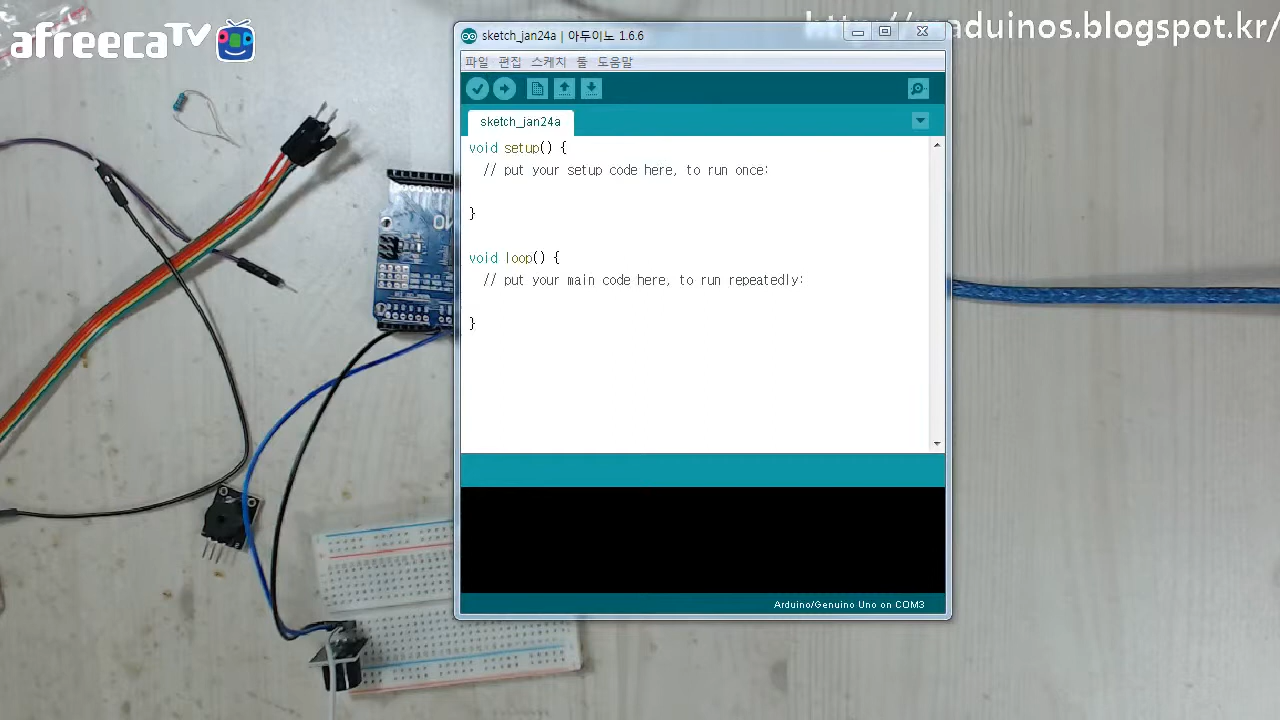 afreecaTV
blogspot.kr/
sketch_jan24a | 아두이노 1.6.6
파일 편집 스케치 툴 도움말
sketch_jan24a
void setup() {
// put your setup code here, to run once:
}
void loop() {
// put your main code here, to run repeatedly:
}
Arduino/Genuino Uno on COM3